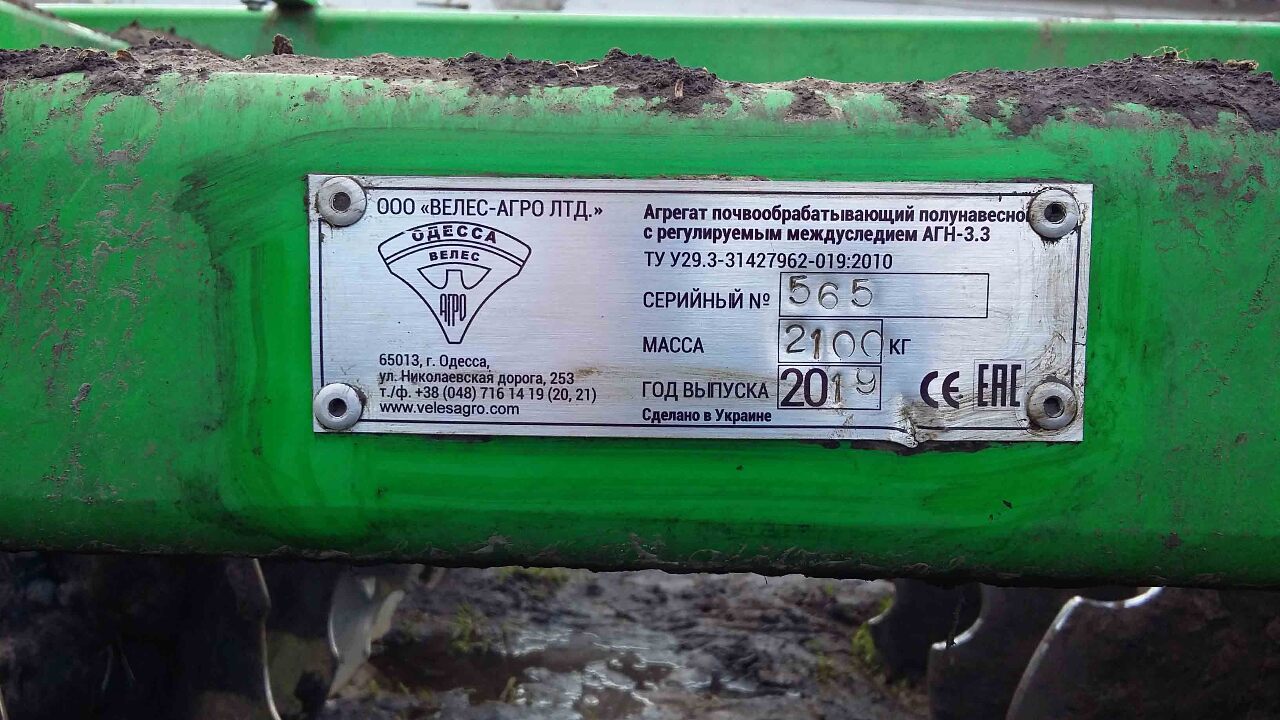 ООО «ВЕЛЕС-АГРО ЛТД.»
ОДЕССА
ВЕЛЕС
АГРО
65013, г. Одесса,
ул. Николаевская дорога, 253
т./ф. +38 (048) 716 14 19 (20, 21)
www.velesagro.com
Агрегат почвообрабатывающий полунавесно
с регулируемым междуследием АГН-3.3
ТУ У29.3-31427962-019:2010
СЕРИЙНЫЙ № 565
МАССА 2100 КГ
ГОД ВЫПУСКА 2019
Сделано в Украине
CE EAC